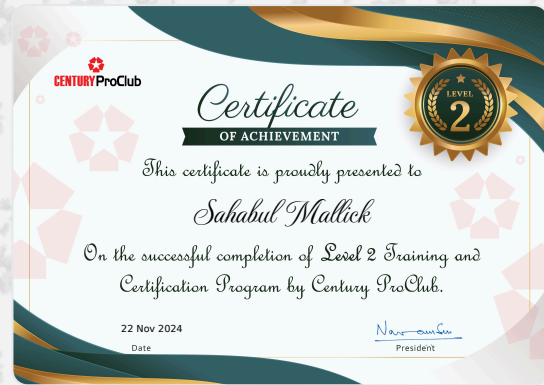 CENTURY ProClub
LEVEL
2
Certificate
OF ACHIEVEMENT
This certificate is proudly presented to
Sahabul Mallick
On the successful completion of Level 2 Training and
Certification Program by Century ProClub.
22 Nov 2024
Date
President